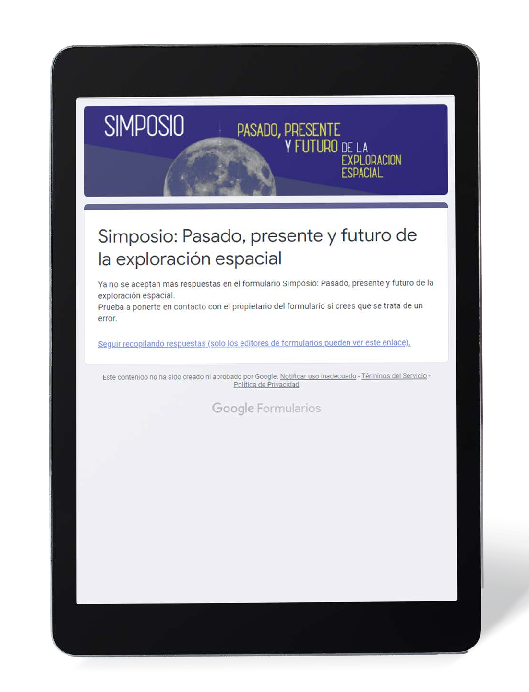 SIMPOSIO
PASADO, PRESENTE
Y FUTURO DE LA
EXPLORACION
ESPACIAL
Simposio: Pasado, presente y futuro de
la exploración espacial
Ya no se aceptan más respuestas en el formulario Simposio: Pasado, presente y futuro de la
exploración espacial.
Prueba a ponerte en contacto con el propietario del formulario si crees que se trata de un
error.
Seguir recopilando respuestas (solo los editores de formularios pueden ver este enlace).
Este contenido no ha sido creado ni aprobado por Google. Notificar uso inadecuado - Términos del Servicio -
Política de Privacidad
Google Formularios